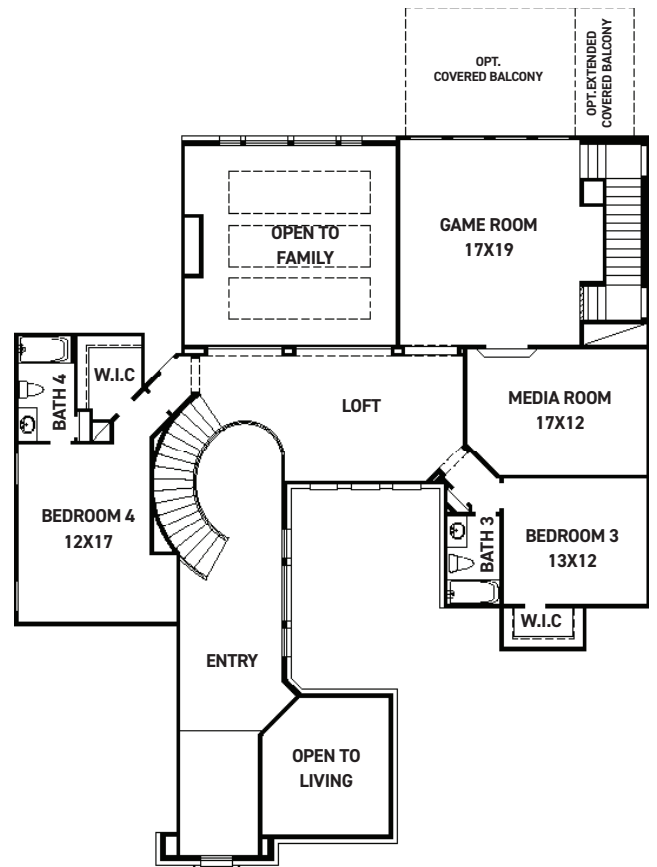 OPT.
COVERED BALCONY
OPT.EXTENDED
COVERED BALCONY
OPEN TO
FAMILY
GAME ROOM
17X19
W.I.C
BATH 4
LOFT
MEDIA ROOM
17X12
BEDROOM 4
12X17
BATH 3
BEDROOM 3
13X12
W.I.C
ENTRY
OPEN TO
LIVING